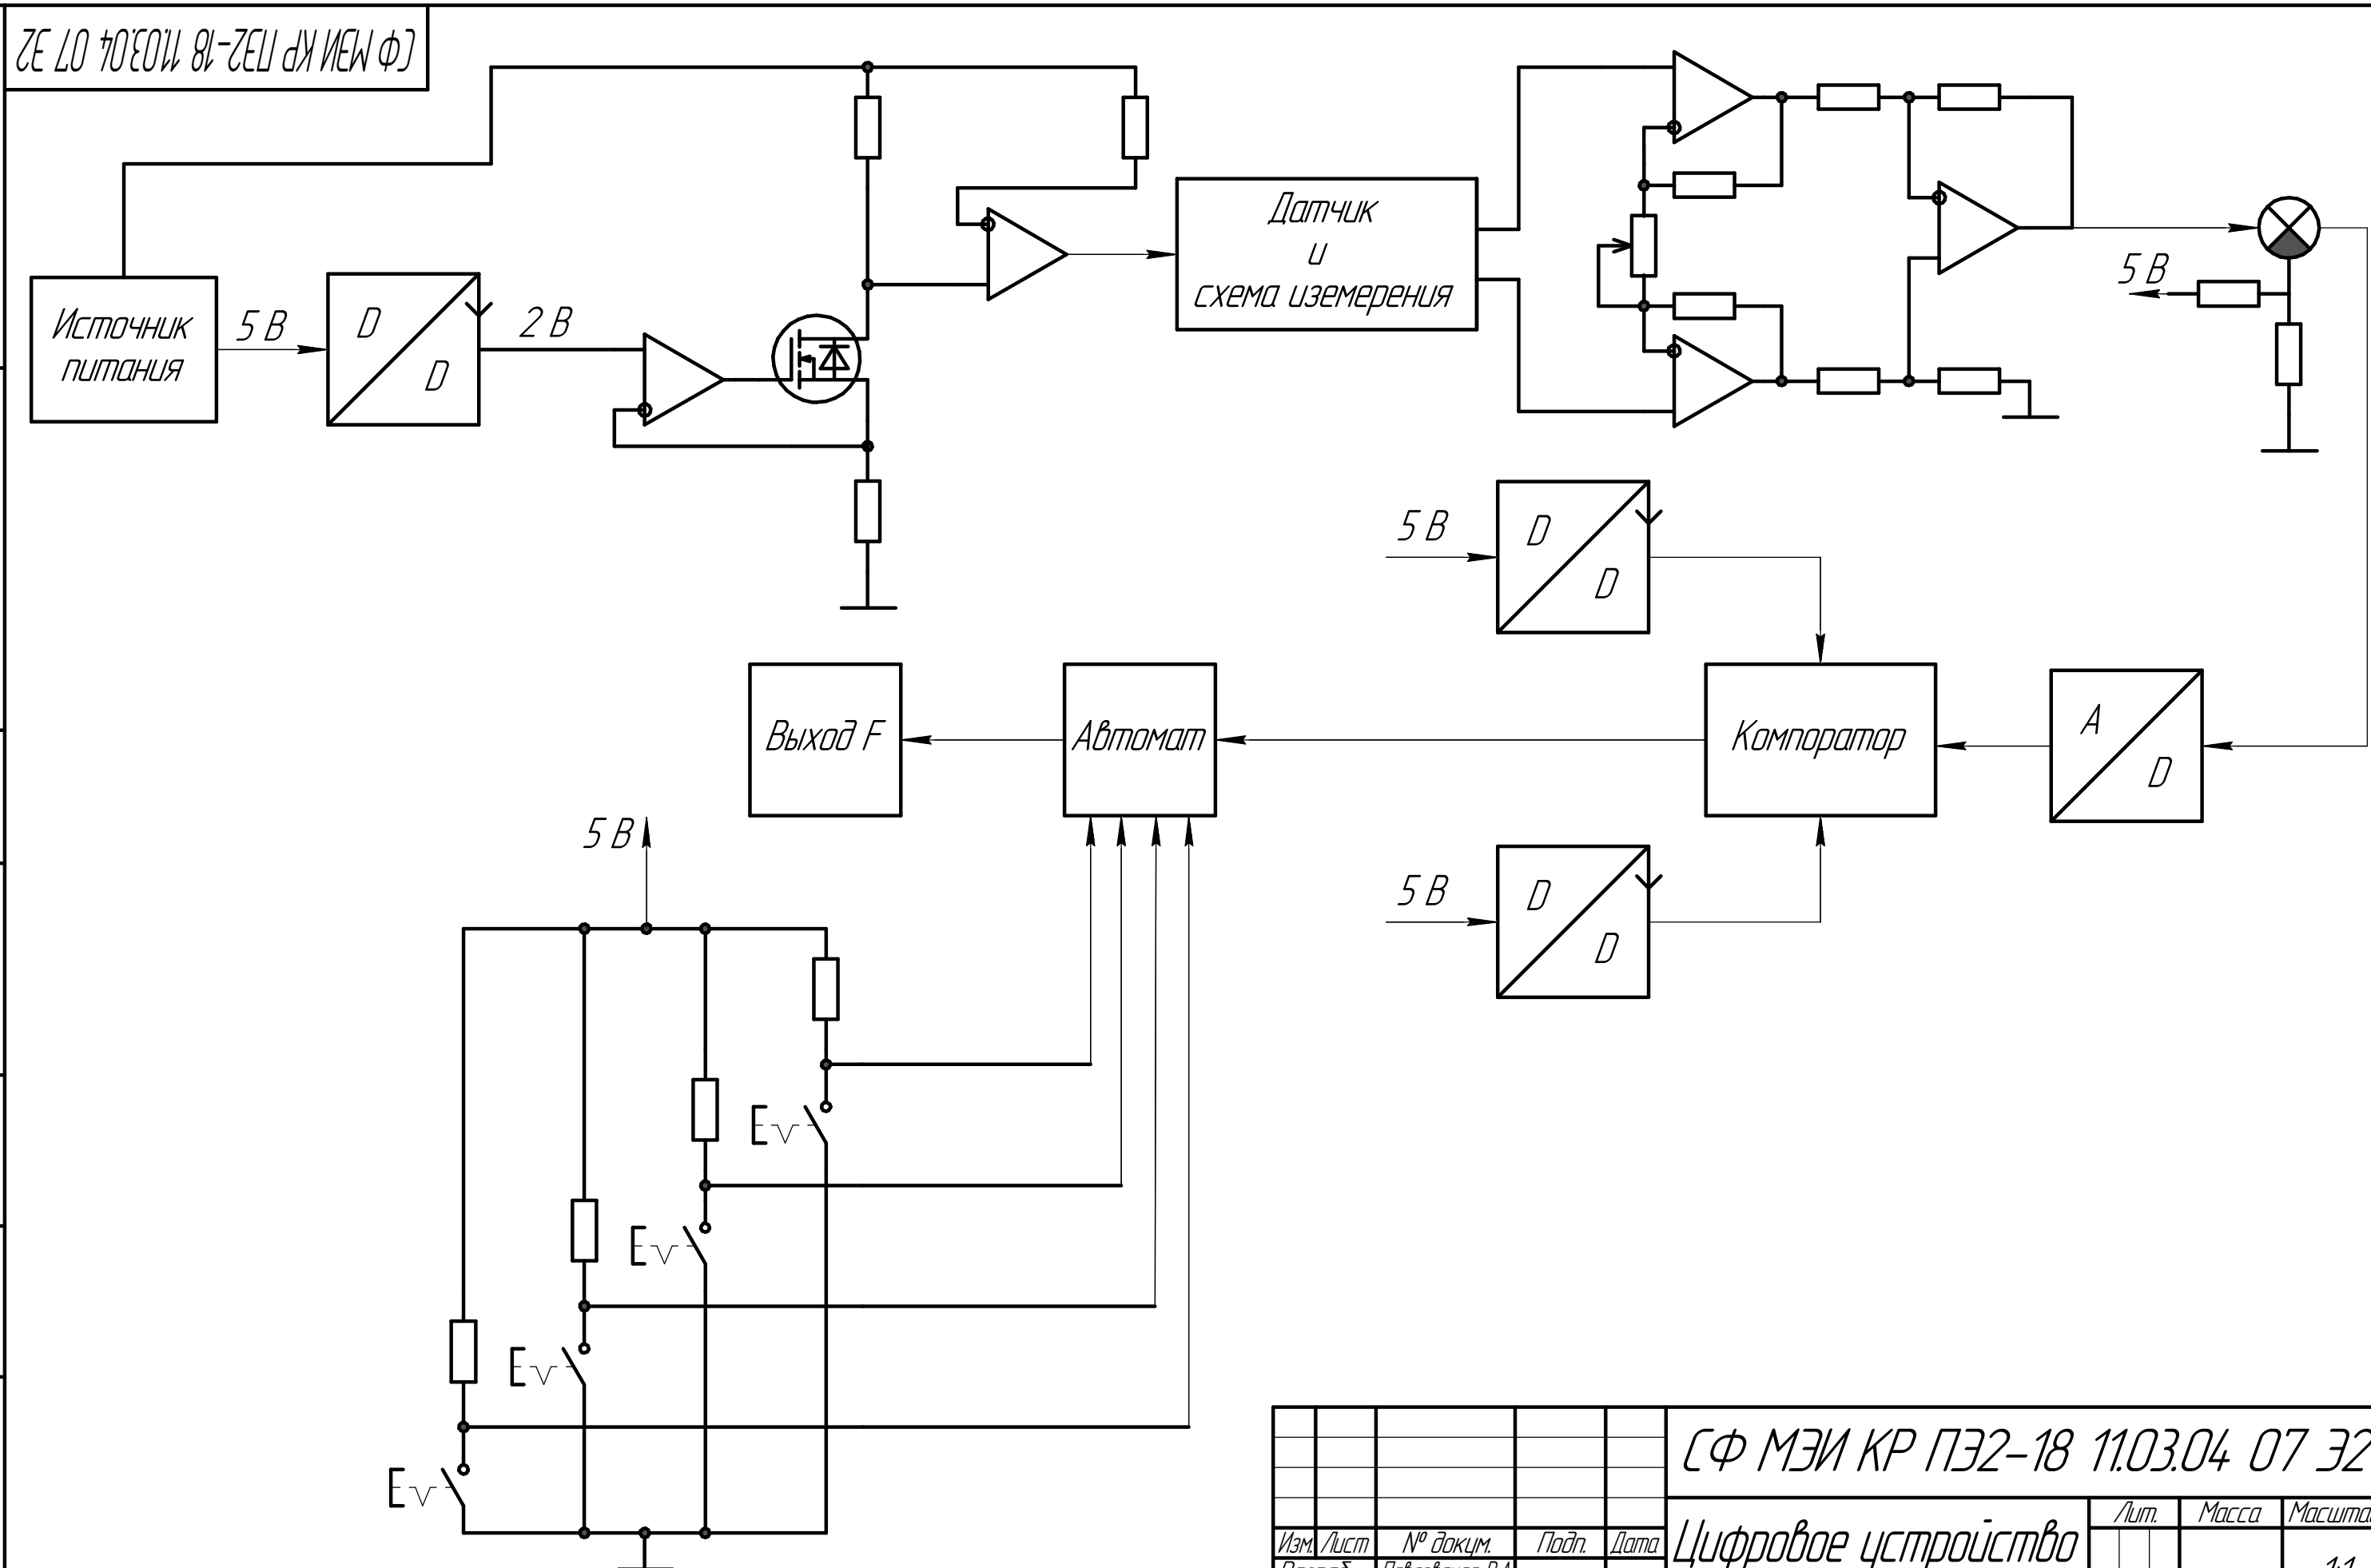 СФ МЭИ КР ПЭ2-18 11.03.04 07 Э2
Датчик
и
схема иземерения
Источник
питания
5 В
D
D
2 В
5 В
5 В
D
D
Выход F
Автомат
Компоратор
A
D
5 В
5 В
D
D
СФ МЭИ КР ПЭ2-18 11.03.04 07 Э2
Изм. Лист № докум. Подп. Дата
Цифровое устройство
Лит. Масса